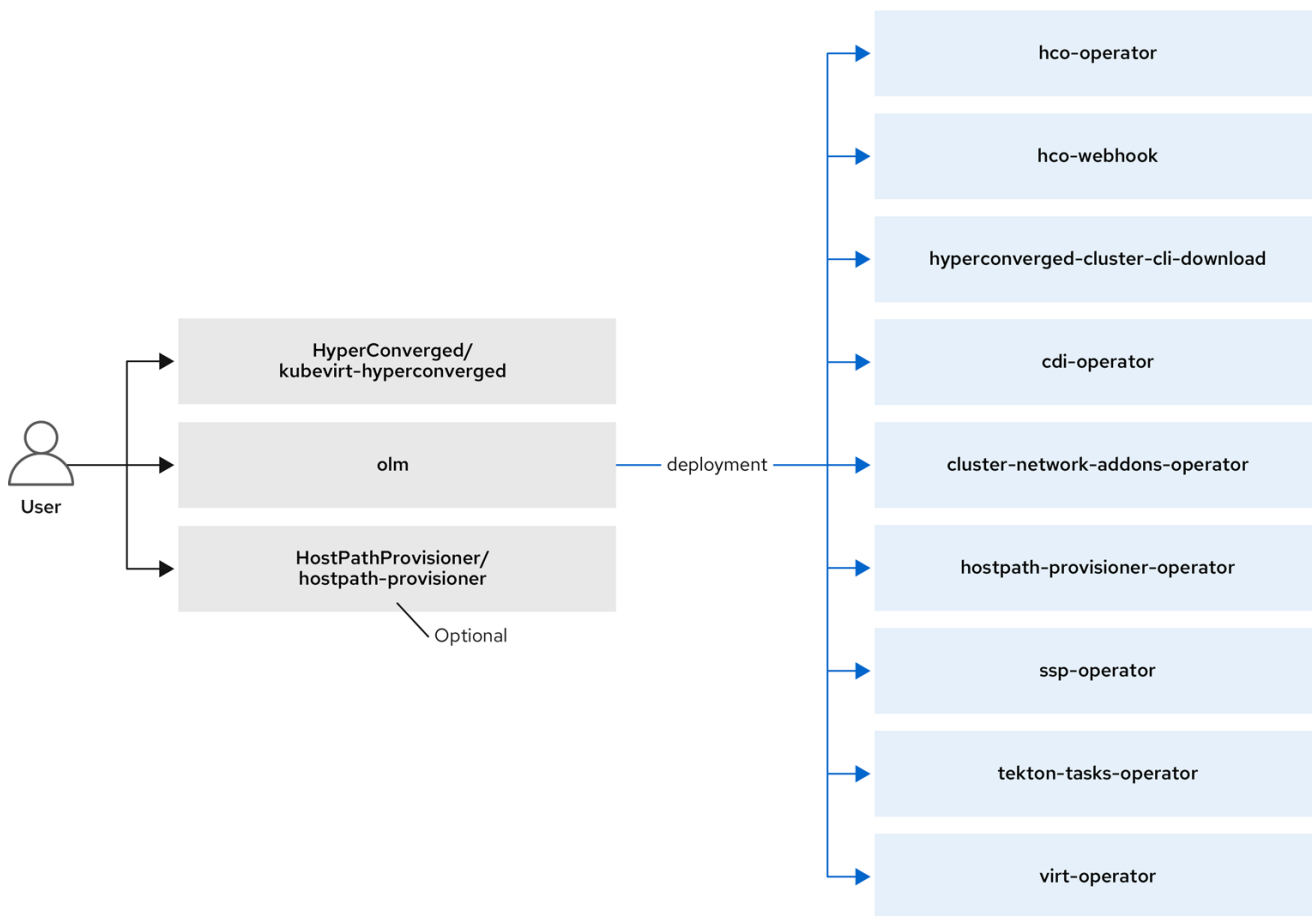 User
HyperConverged/
kubevirt-hyperconverged
olm
HostPathProvisioner/
hostpath-provisioner
Optional
deployment
hco-operator
hco-webhook
hyperconverged-cluster-cli-download
cdi-operator
cluster-network-addons-operator
hostpath-provisioner-operator
ssp-operator
tekton-tasks-operator
virt-operator